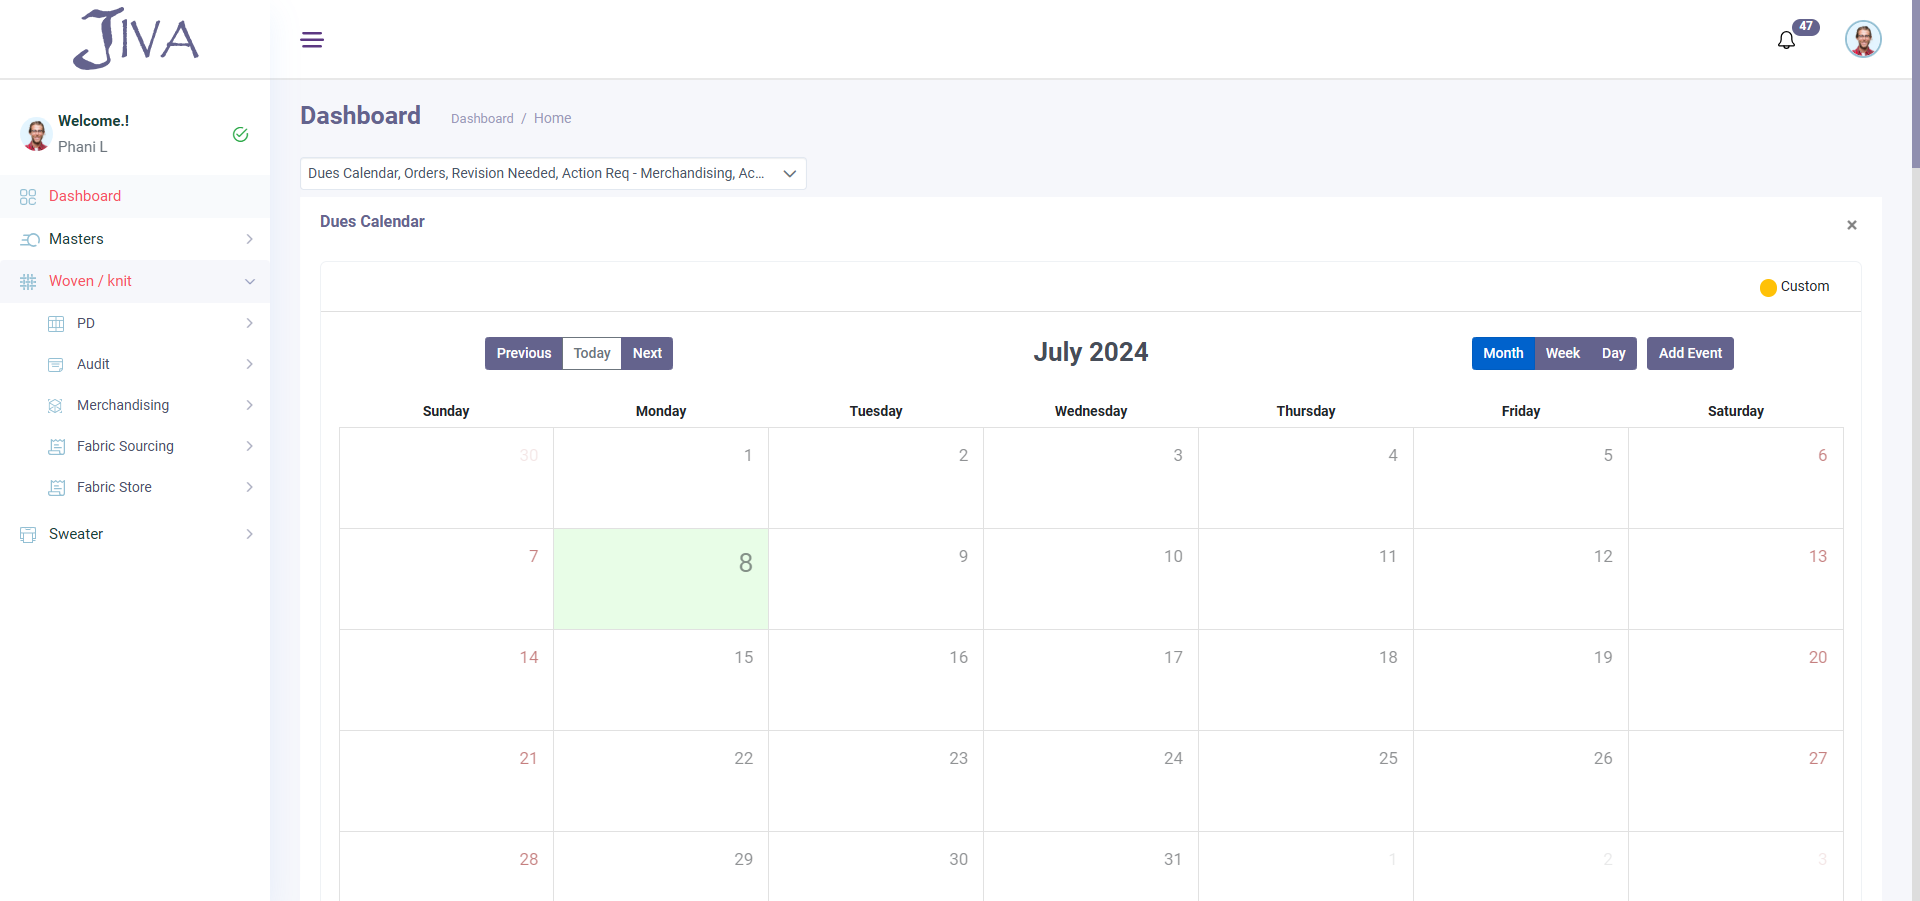 JIVA
47
Welcome.!
Phani L
Dashboard
Masters
Woven / knit
PD
Audit
Merchandising
Fabric Sourcing
Fabric Store
Sweater
Dashboard
Dashboard / Home
Dues Calendar, Orders, Revision Needed, Action Req - Merchandising, Ac...
Dues Calendar
×
Custom
Previous Today Next
July 2024
Month Week Day Add Event
Sunday Monday Tuesday Wednesday Thursday Friday Saturday
30 1 2 3 4 5 6
7 8 9 10 11 12 13
14 15 16 17 18 19 20
21 22 23 24 25 26 27
28 29 30 31 1 2 3